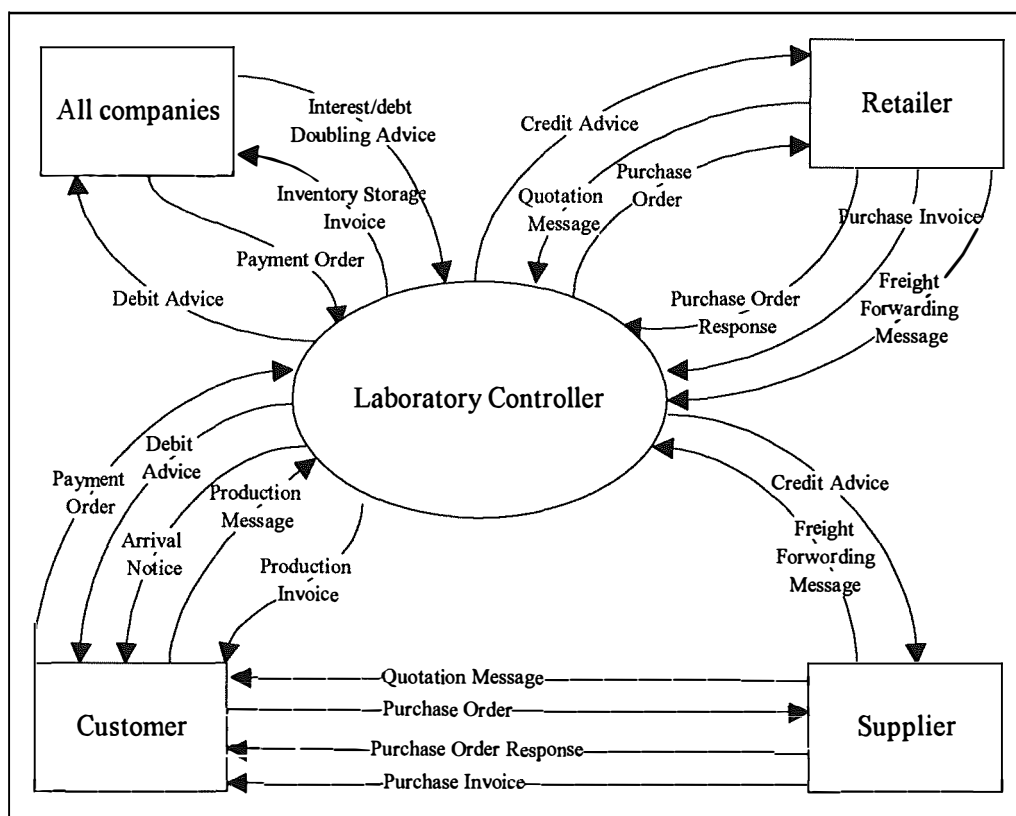 All companies
Interest/debt
Doubling Advice
Inventory Storage
Invoice
Payment Order
Debit Advice
Credit Advice
Quotation
Message
Purchase
Order
Retailer
Purchase Invoice
Purchase Order
Response
Freight
Forwarding
Message
Laboratory Controller
Payment
Order
Debit
Advice
Arrival
Notice
Production
Message
Production
Invoice
Credit Advice
Freight
Forwording
Message
Customer
Quotation Message
Purchase Order
Purchase Order Response
Purchase Invoice
Supplier